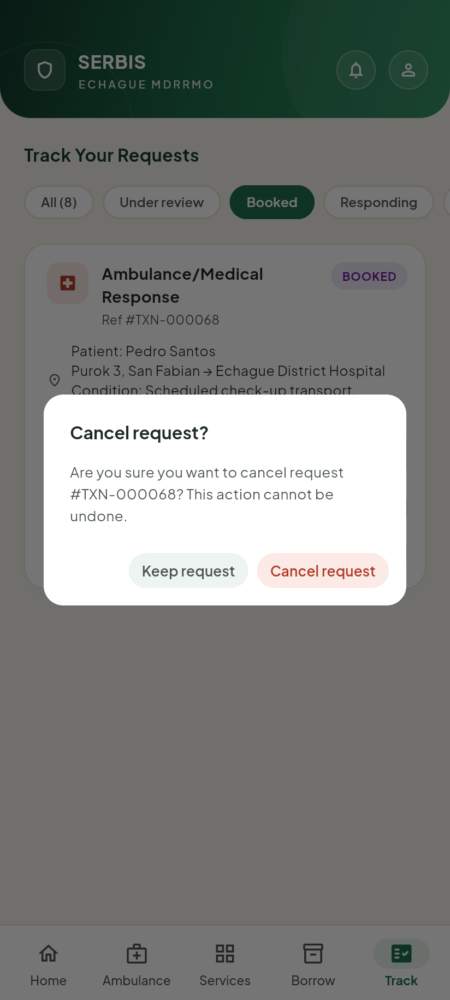 SERBIS
ECHAGUE MDRRMO
Track Your Requests
All (8)
Under review
Booked
Responding
Ambulance/Medical
Response
BOOKED
Ref #TXN-000068
Patient: Pedro Santos
Purok 3, San Fabian → Echague District Hospital
Condition: Scheduled check-up transport.
Cancel request?
Are you sure you want to cancel request
#TXN-000068? This action cannot be
undone.
Keep request
Cancel request
Home
Ambulance
Services
Borrow
Track